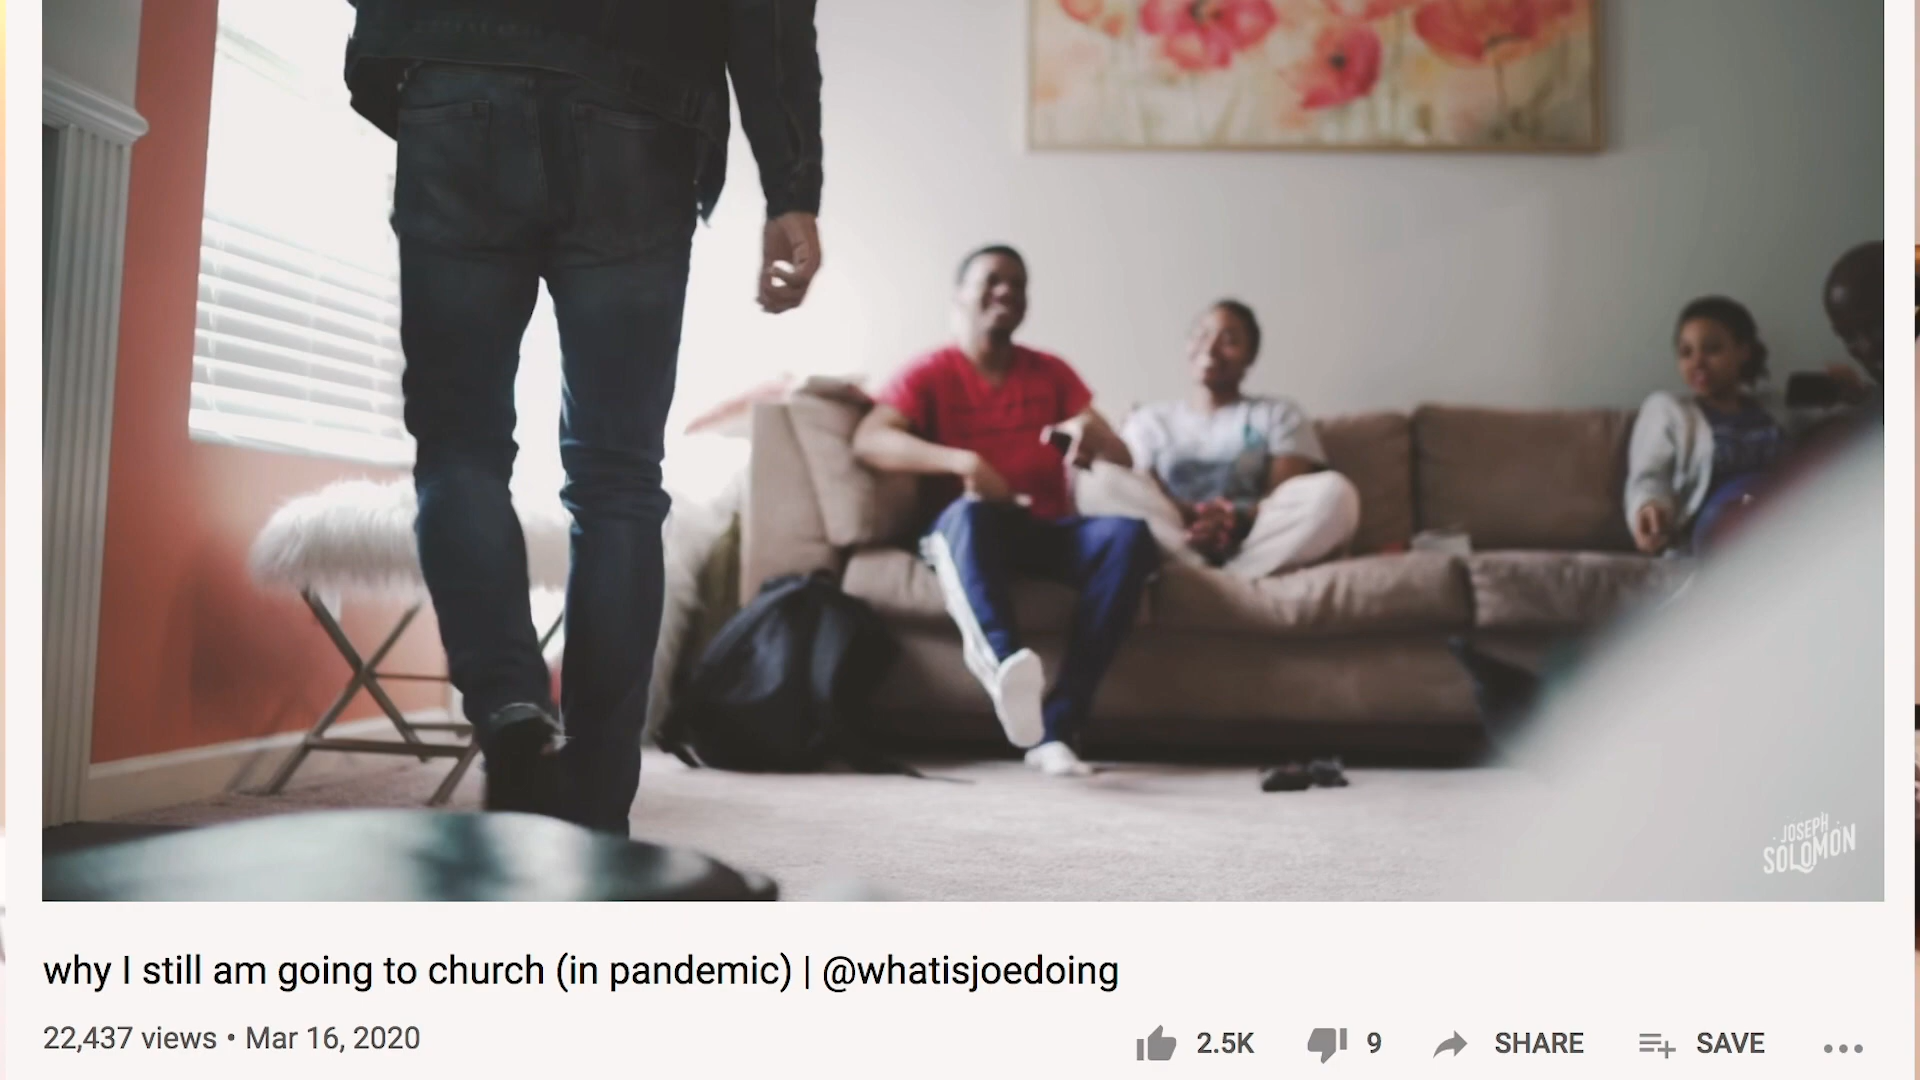 JOSEPH
SOLOMON
why I still am going to church (in pandemic) | @whatisjoedoing
22,437 views • Mar 16, 2020
2.5K
9
SHARE
SAVE